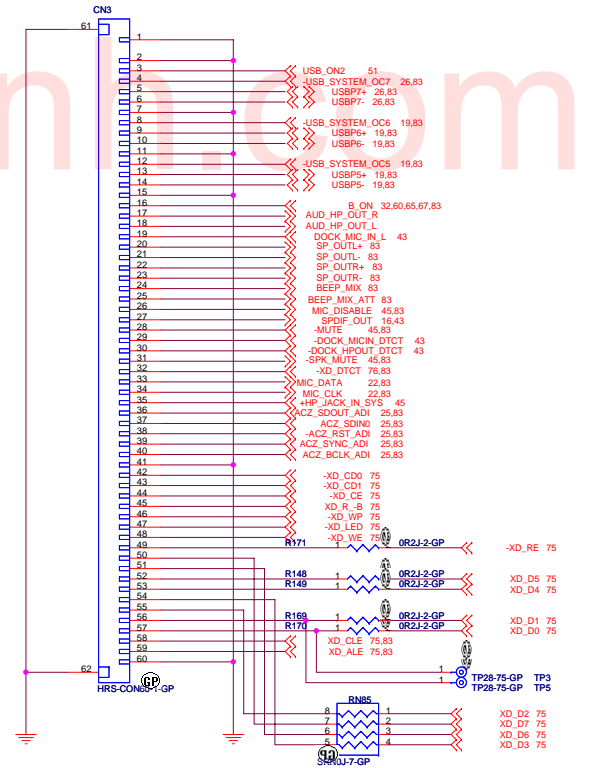 CN3
61
1
2
3 USB_ON2 51
4 -USB_SYSTEM_OC7 26,83
5 USBP7+ 26,83
6 USBP7- 26,83
7
8 -USB_SYSTEM_OC6 19,83
9 USBP6+ 19,83
10 USBP6- 19,83
11
12 -USB_SYSTEM_OC5 19,83
13 USBP5+ 19,83
14 USBP5- 19,83
15
16 B_ON 32,60,65,67,83
17 AUD_HP_OUT_R
18 AUD_HP_OUT_L
19 DOCK_MIC_IN_L 43
20 SP_OUTL+ 83
21 SP_OUTL- 83
22 SP_OUTR+ 83
23 SP_OUTR- 83
24 BEEP_MIX 83
25 BEEP_MIX_ATT 83
26 MIC_DISABLE 45,83
27 SPDIF_OUT 16,43
28 -MUTE 45,83
29 -DOCK_MICIN_DTCT 43
30 -DOCK_HPOUT_DTCT 43
31 -SPK_MUTE 45,83
32 -XD_DTCT 76,83
33 MIC_DATA 22,83
34 MIC_CLK 22,83
35 +HP_JACK_IN_SYS 45
36 ACZ_SDOUT_ADI 25,83
37 ACZ_SDIN0 25,83
38 -ACZ_RST_ADI 25,83
39 ACZ_SYNC_ADI 25,83
40 ACZ_BCLK_ADI 25,83
41
42 -XD_CD0 75
43 -XD_CD1 75
44 -XD_CE 75
45 XD_R_-B 75
46 -XD_WP 75
47 -XD_LED 75
48 -XD_WE 75
49 R171 1 0R2J-2-GP -XD_RE 75
50
51
52 R148 1 0R2J-2-GP XD_D5 75
53 R149 1 0R2J-2-GP XD_D4 75
54
55
56 R169 1 0R2J-2-GP XD_D1 75
57 R170 1 0R2J-2-GP XD_D0 75
58 XD_CLE 75,83
59 XD_ALE 75,83
60
62
1 TP28-75-GP TP3
1 TP28-75-GP TP5
HRS-CON60-1-GP
GP
RN85
8 1 XD_D2 75
7 2 XD_D7 75
6 3 XD_D6 75
5 4 XD_D3 75
SRN0J-7-GP
nh.com